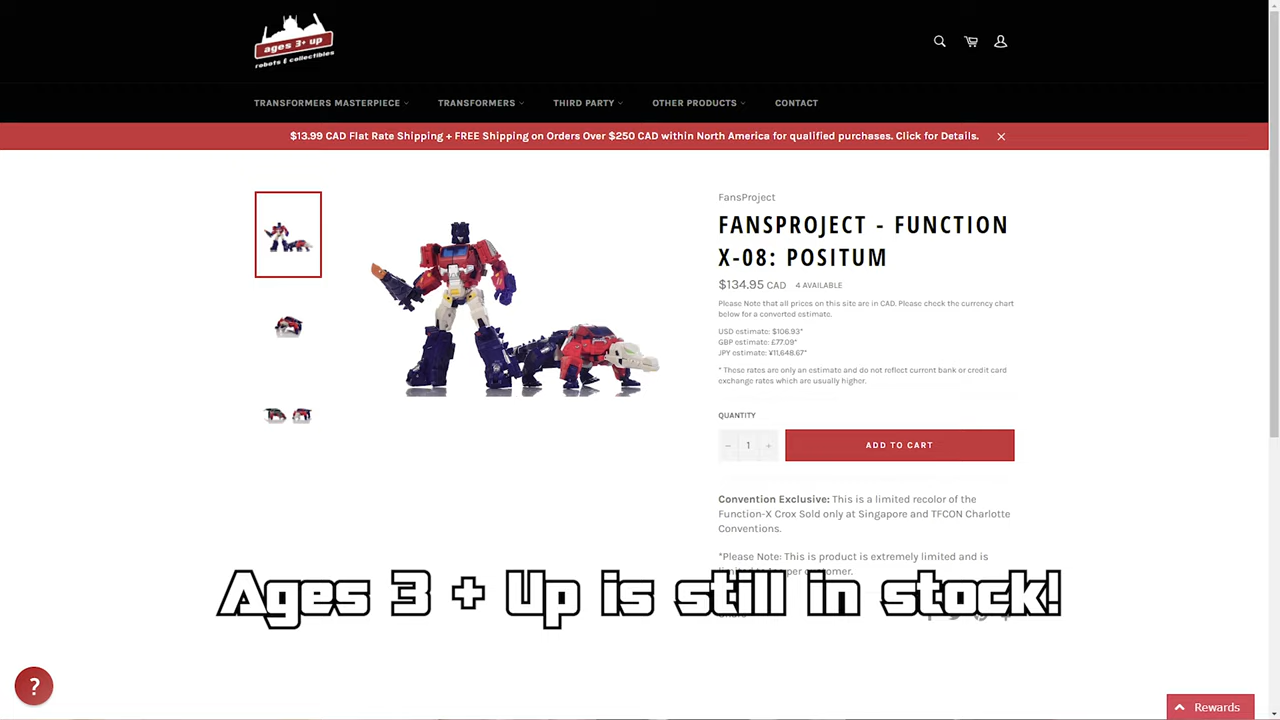 ages 3+ up
robots & collectibles
TRANSFORMERS MASTERPIECE
TRANSFORMERS
THIRD PARTY
OTHER PRODUCTS
CONTACT
$13.99 CAD Flat Rate Shipping + FREE Shipping on Orders Over $250 CAD within North America for qualified purchases. Click for Details.
FansProject
FANSPROJECT - FUNCTION
X-08: POSITUM
$134.95 CAD 4 AVAILABLE
Please Note that all prices on this site are in CAD. Please check the currency chart
below for a converted estimate.
USD estimate: $106.93*
GBP estimate: £77.09*
JPY estimate: ¥11,648.67*
* These rates are only an estimate and do not reflect current bank or credit card
exchange rates which are usually higher.
QUANTITY
− 1 +
ADD TO CART
Convention Exclusive: This is a limited recolor of the
Function-X Crox Sold only at Singapore and TFCON Charlotte
Conventions.
*Please Note: This is product is extremely limited and is
per customer.
Ages 3 + Up is still in stock!
?
Rewards